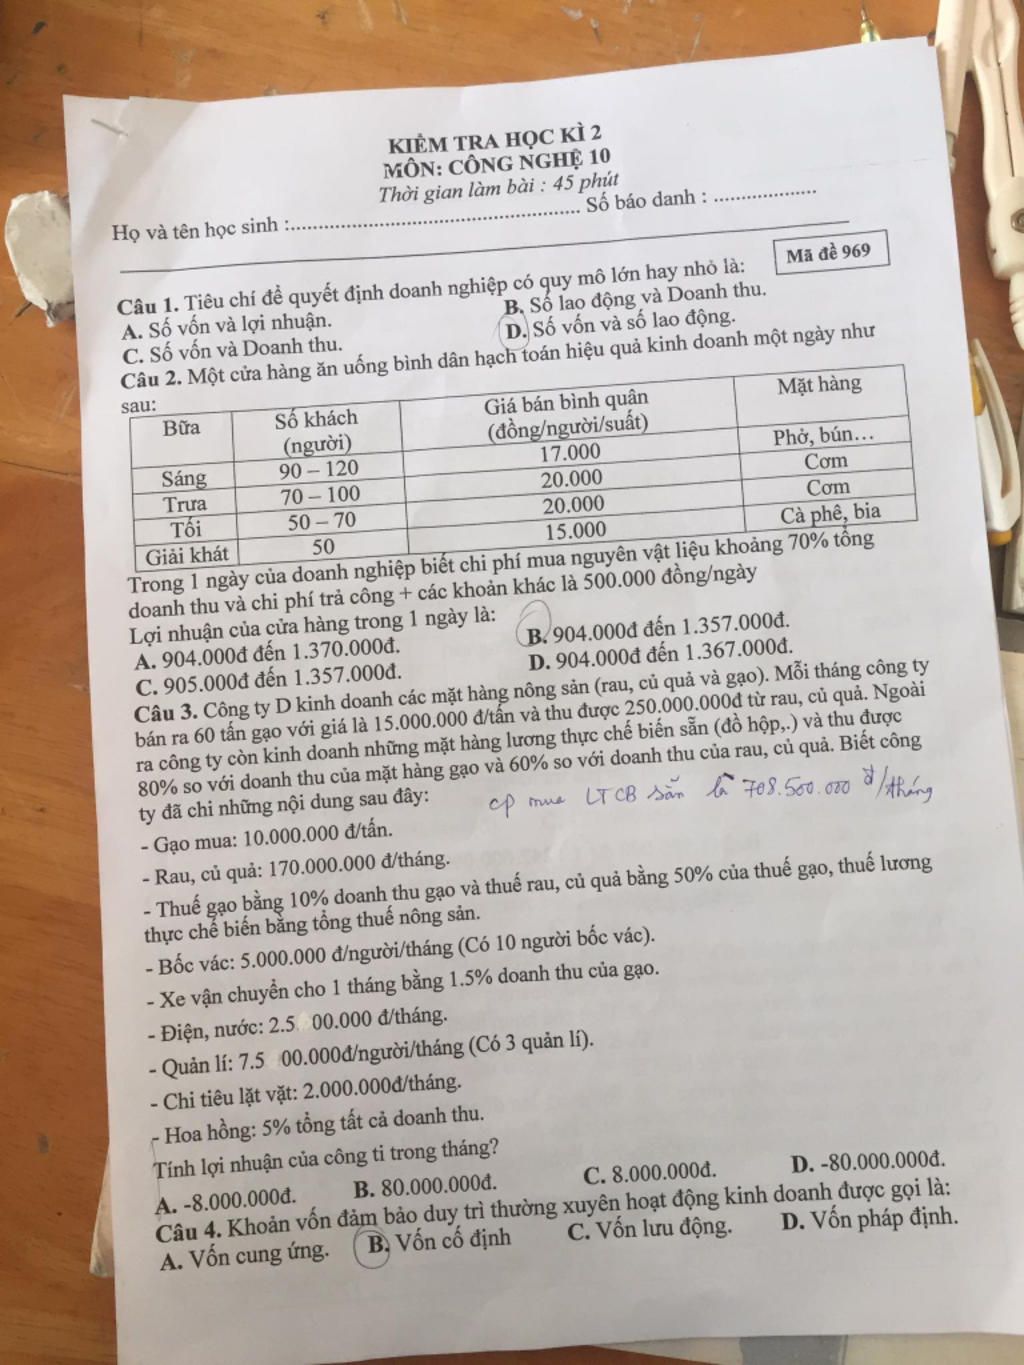 KIỂM TRA HỌC KÌ 2
MÔN: CÔNG NGHỆ 10
Thời gian làm bài : 45 phút
Họ và tên học sinh :.................................................. Số báo danh : ...................
Mã đề 969
Câu 1. Tiêu chí để quyết định doanh nghiệp có quy mô lớn hay nhỏ là:
A. Số vốn và lợi nhuận. B. Số lao động và Doanh thu.
C. Số vốn và Doanh thu. D. Số vốn và số lao động.
Câu 2. Một cửa hàng ăn uống bình dân hạch toán hiệu quả kinh doanh một ngày như
sau:
Bữa Số khách (người) Giá bán bình quân (đồng/người/suất) Mặt hàng
Sáng 90 – 120 17.000 Phở, bún…
Trưa 70 – 100 20.000 Cơm
Tối 50 – 70 20.000 Cơm
Giải khát 50 15.000 Cà phê, bia
Trong 1 ngày của doanh nghiệp biết chi phí mua nguyên vật liệu khoảng 70% tổng
doanh thu và chi phí trả công + các khoản khác là 500.000 đồng/ngày
Lợi nhuận của cửa hàng trong 1 ngày là:
A. 904.000đ đến 1.370.000đ. B. 904.000đ đến 1.357.000đ.
C. 905.000đ đến 1.357.000đ. D. 904.000đ đến 1.367.000đ.
Câu 3. Công ty D kinh doanh các mặt hàng nông sản (rau, củ quả và gạo). Mỗi tháng công ty
bán ra 60 tấn gạo với giá là 15.000.000 đ/tấn và thu được 250.000.000đ từ rau, củ quả. Ngoài
ra công ty còn kinh doanh những mặt hàng lương thực chế biến sẵn (đồ hộp,.) và thu được
80% so với doanh thu của mặt hàng gạo và 60% so với doanh thu của rau, củ quả. Biết công
ty đã chi những nội dung sau đây:
cp mua LTCB sẵn là 708.500.000 đ/tháng
- Gạo mua: 10.000.000 đ/tấn.
- Rau, củ quả: 170.000.000 đ/tháng.
- Thuế gạo bằng 10% doanh thu gạo và thuế rau, củ quả bằng 50% của thuế gạo, thuế lương
thực chế biến bằng tổng thuế nông sản.
- Bốc vác: 5.000.000 đ/người/tháng (Có 10 người bốc vác).
- Xe vận chuyển cho 1 tháng bằng 1.5% doanh thu của gạo.
- Điện, nước: 2.5 00.000 đ/tháng.
- Quản lí: 7.5 00.000đ/người/tháng (Có 3 quản lí).
- Chi tiêu lặt vặt: 2.000.000đ/tháng.
- Hoa hồng: 5% tổng tất cả doanh thu.
Tính lợi nhuận của công ti trong tháng?
A. -8.000.000đ. B. 80.000.000đ. C. 8.000.000đ. D. -80.000.000đ.
Câu 4. Khoản vốn đảm bảo duy trì thường xuyên hoạt động kinh doanh được gọi là:
A. Vốn cung ứng. B. Vốn cố định C. Vốn lưu động. D. Vốn pháp định.